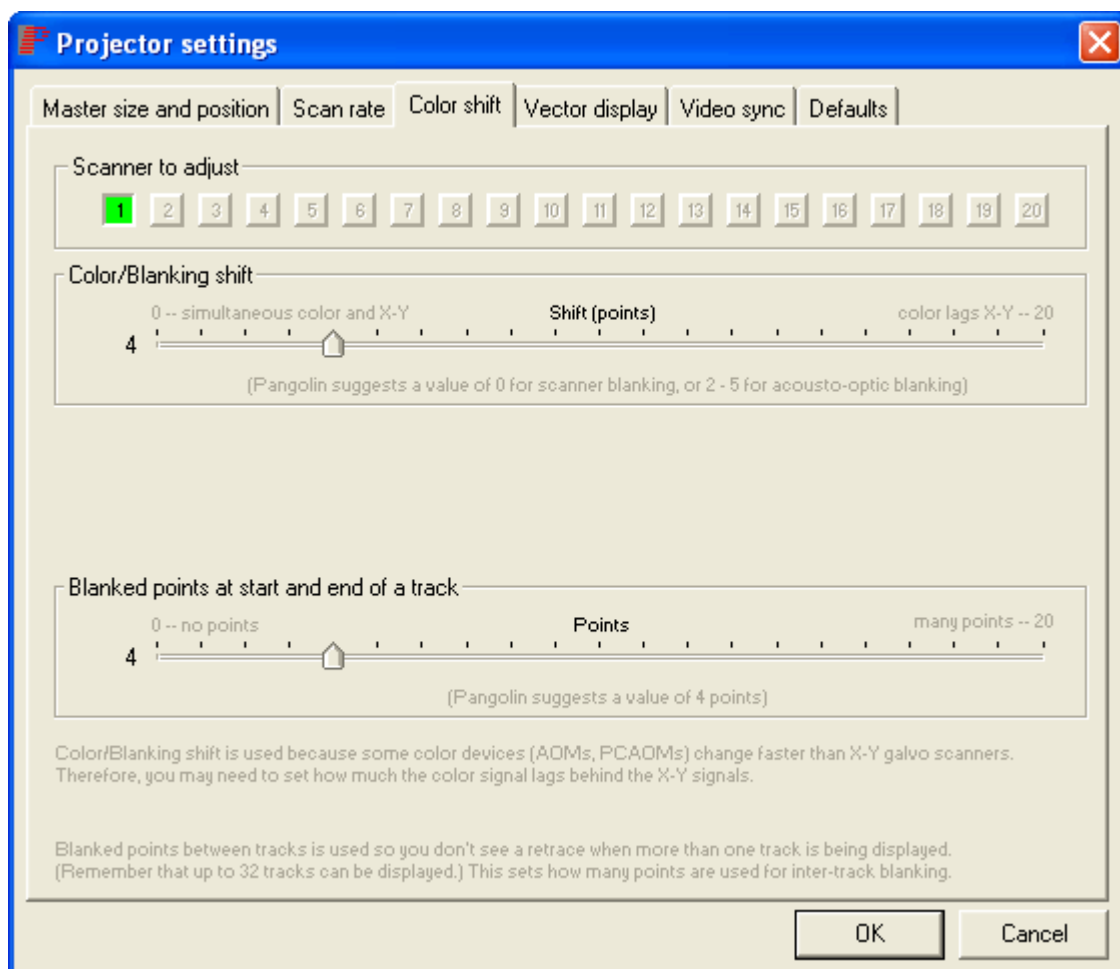 Projector settings
Master size and position Scan rate Color shift Vector display Video sync Defaults
Scanner to adjust
1 2 3 4 5 6 7 8 9 10 11 12 13 14 15 16 17 18 19 20
Color/Blanking shift
0 -- simultaneous color and X-Y Shift (points) color lags X-Y -- 20
4
(Pangolin suggests a value of 0 for scanner blanking, or 2 - 5 for acousto-optic blanking)
Blanked points at start and end of a track
0 -- no points Points many points -- 20
4
(Pangolin suggests a value of 4 points)
Color/Blanking shift is used because some color devices (AOMs, PCAOMs) change faster than X-Y galvo scanners.
Therefore, you may need to set how much the color signal lags behind the X-Y signals.
Blanked points between tracks is used so you don't see a retrace when more than one track is being displayed.
(Remember that up to 32 tracks can be displayed.) This sets how many points are used for inter-track blanking.
OK Cancel